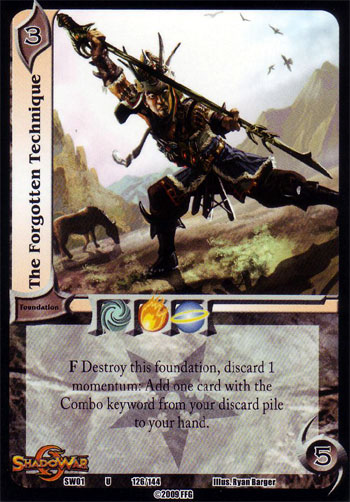 3
The Forgotten Technique
Foundation
F Destroy this foundation, discard 1
momentum: Add one card with the
Combo keyword from your discard pile
to your hand.
5
ShadoWar
SW01 U 126/144 Illus. Ryan Barger
©2009 FFG